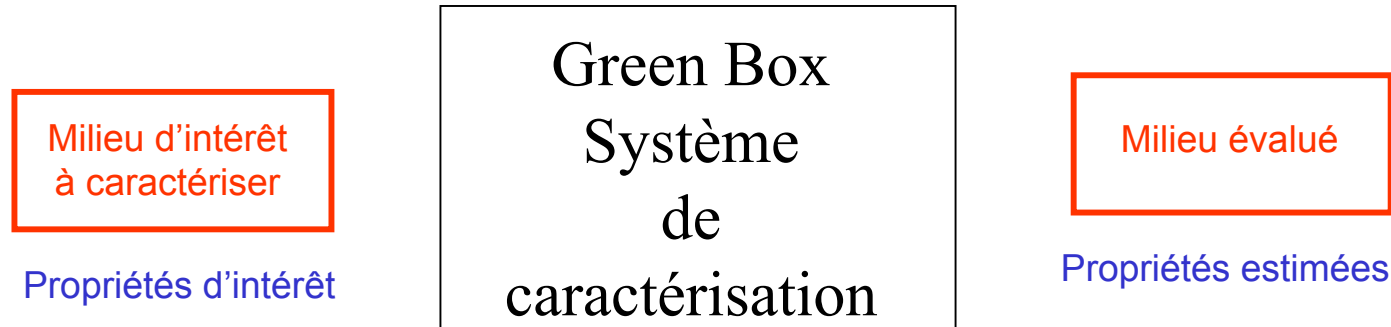 Milieu d'intérêt
à caractériser
Propriétés d'intérêt
Green Box
Système
de
caractérisation
Milieu évalué
Propriétés estimées